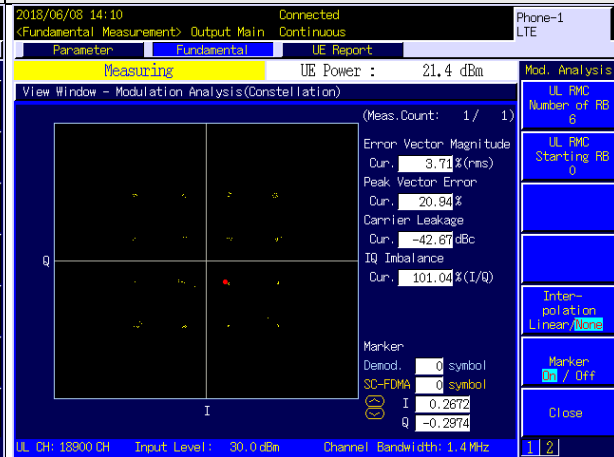 2018/06/08 14:10 Connected
<Fundamental Measurement> Output Main Continuous
Phone-1
LTE
Parameter Fundamental UE Report
Measuring UE Power : 21.4 dBm
Mod. Analysis
View Window - Modulation Analysis(Constellation)
(Meas.Count: 1/ 1)
Error Vector Magnitude
Cur. 3.71 %(rms)
Peak Vector Error
Cur. 20.94 %
Carrier Leakage
Cur. -42.67 dBc
IQ Imbalance
Cur. 101.04 %(I/Q)
Q
I
Marker
Demod. 0 symbol
SC-FDMA 0 symbol
I 0.2672
Q -0.2974
UL RMC
Number of RB
6
UL RMC
Starting RB
0
Inter-
polation
Linear/None
Marker
On / Off
Close
UL CH: 18900 CH Input Level: 30.0 dBm Channel Bandwidth: 1.4 MHz
1 2